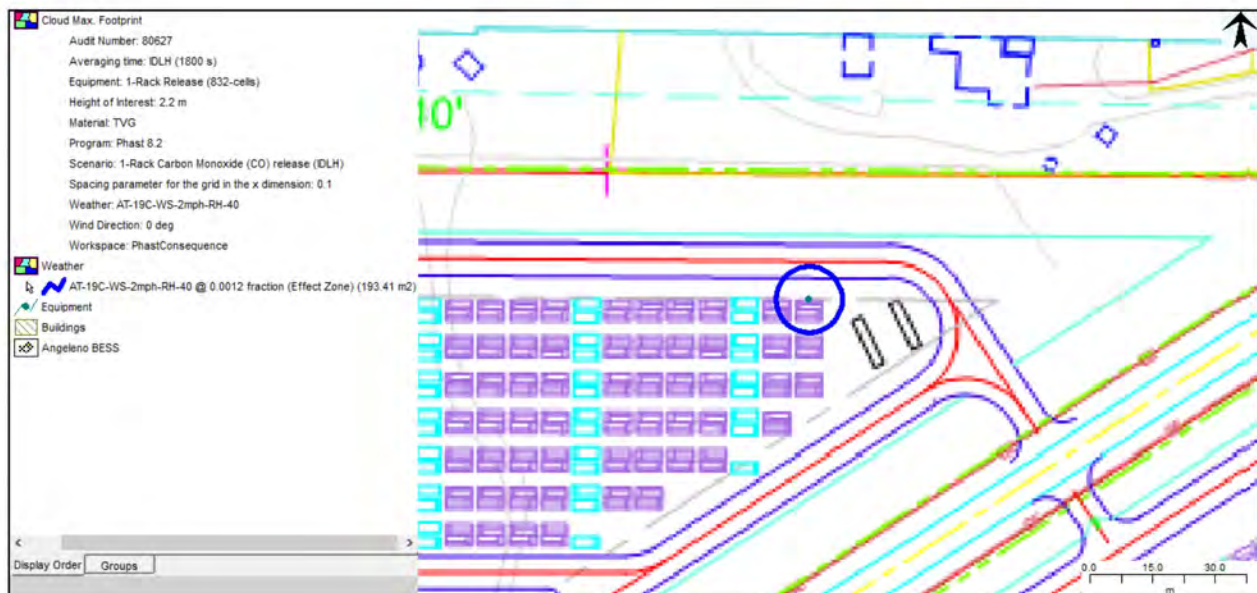 Cloud Max. Footprint
Audit Number: 80627
Averaging time: IDLH (1800 s)
Equipment: 1-Rack Release (832-cells)
Height of Interest: 2.2 m
Material: TVG
Program: Phast 8.2
Scenario: 1-Rack Carbon Monoxide (CO) release (IDLH)
Spacing parameter for the grid in the x dimension: 0.1
Weather: AT-19C-WS-2mph-RH-40
Wind Direction: 0 deg
Workspace: PhastConsequence
Weather
AT-19C-WS-2mph-RH-40 @ 0.0012 fraction (Effect Zone) (193.41 m2)
Equipment
Buildings
Angeleno BESS
Display Order Groups
0'
0.0 15.0 30.0
m